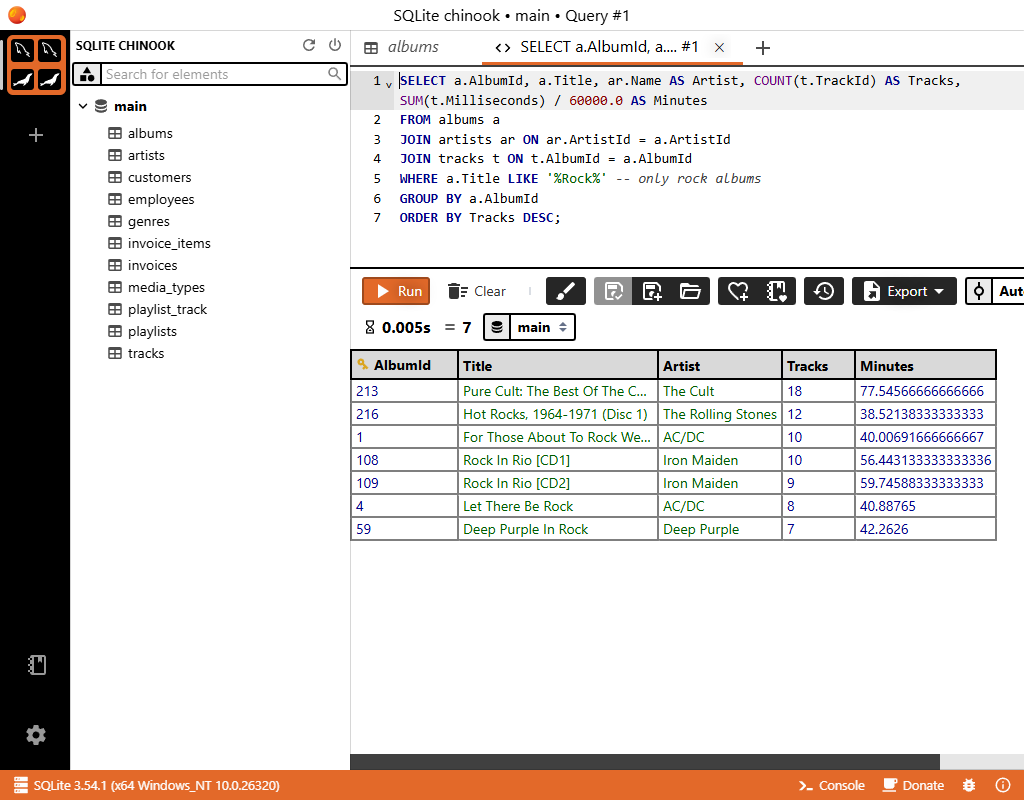 SQLite chinook • main • Query #1
SQLITE CHINOOK
Search for elements
main
albums
artists
customers
employees
genres
invoice_items
invoices
media_types
playlist_track
playlists
tracks
albums
SELECT a.AlbumId, a.... #1
1 SELECT a.AlbumId, a.Title, ar.Name AS Artist, COUNT(t.TrackId) AS Tracks,
SUM(t.Milliseconds) / 60000.0 AS Minutes
2 FROM albums a
3 JOIN artists ar ON ar.ArtistId = a.ArtistId
4 JOIN tracks t ON t.AlbumId = a.AlbumId
5 WHERE a.Title LIKE '%Rock%' -- only rock albums
6 GROUP BY a.AlbumId
7 ORDER BY Tracks DESC;
Run Clear Export Auto
0.005s = 7 main
AlbumId Title Artist Tracks Minutes
213 Pure Cult: The Best Of The C... The Cult 18 77.54566666666666
216 Hot Rocks, 1964-1971 (Disc 1) The Rolling Stones 12 38.52138333333333
1 For Those About To Rock We... AC/DC 10 40.00691666666667
108 Rock In Rio [CD1] Iron Maiden 10 56.443133333333336
109 Rock In Rio [CD2] Iron Maiden 9 59.74588333333333
4 Let There Be Rock AC/DC 8 40.88765
59 Deep Purple In Rock Deep Purple 7 42.2626
SQLite 3.54.1 (x64 Windows_NT 10.0.26320)
Console Donate